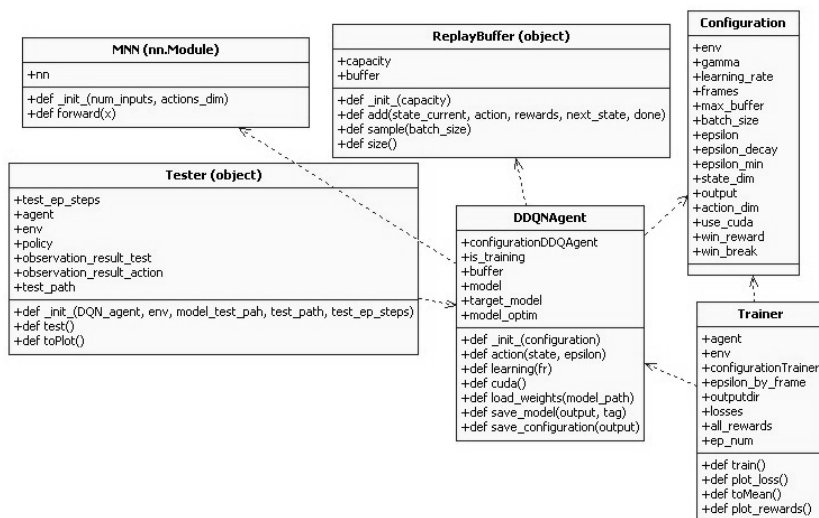 MNN (nn.Module)
+nn
+def _init_(num_inputs, actions_dim)
+def forward(x)
ReplayBuffer (object)
+capacity
+buffer
+def _init_(capacity)
+def add(state_current, action, rewards, next_state, done)
+def sample(batch_size)
+def size()
Configuration
+env
+gamma
+learning_rate
+frames
+max_buffer
+batch_size
+epsilon
+epsilon_decay
+epsilon_min
+state_dim
+output
+action_dim
+use_cuda
+win_reward
+win_break
Tester (object)
+test_ep_steps
+agent
+env
+policy
+observation_result_test
+observation_result_action
+test_path
+def _init_(DQN_agent, env, model_test_pah, test_path, test_ep_steps)
+def test()
+def toPlot()
DDQNAgent
+configurationDDQAgent
+is_training
+buffer
+model
+target_model
+model_optim
+def _init_(configuration)
+def action(state, epsilon)
+def learning(fr)
+def cuda()
+def load_weights(model_path)
+def save_model(output, tag)
+def save_configuration(output)
Trainer
+agent
+env
+configurationTrainer
+epsilon_by_frame
+outputdir
+losses
+all_rewards
+ep_num
+def train()
+def plot_loss()
+def toMean()
+def plot_rewards()